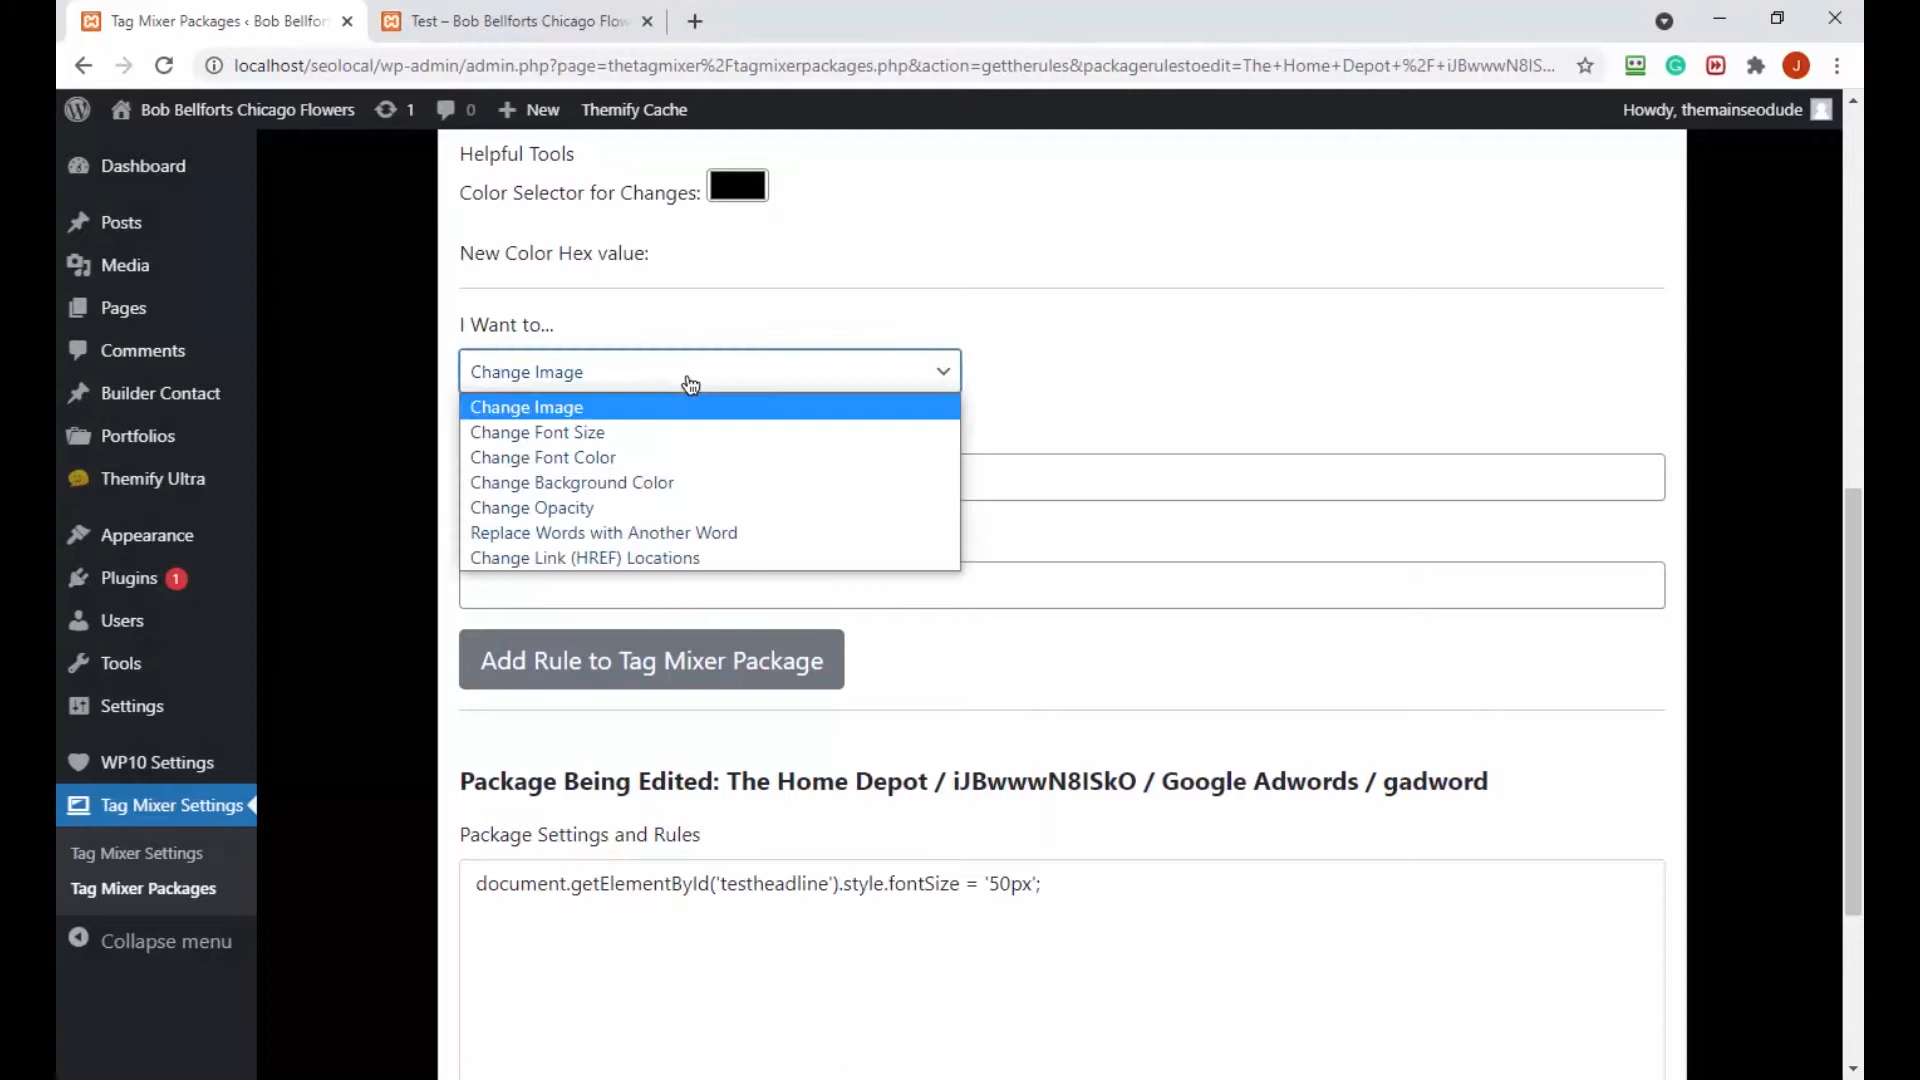 Tag Mixer Packages ‹ Bob Bellfor
Test – Bob Bellforts Chicago Flow
localhost/seolocal/wp-admin/admin.php?page=thetagmixer%2Ftagmixerpackages.php&action=gettherules&packagerulestoedit=The+Home+Depot+%2F+iJBwwwN8IS...
J
Bob Bellforts Chicago Flowers
1
0
New
Themify Cache
Howdy, themainseodude
Dashboard
Posts
Media
Pages
Comments
Builder Contact
Portfolios
Themify Ultra
Appearance
Plugins 1
Users
Tools
Settings
WP10 Settings
Tag Mixer Settings
Tag Mixer Settings
Tag Mixer Packages
Collapse menu
Helpful Tools
Color Selector for Changes:
New Color Hex value:
I Want to...
Change Image
Change Image
Change Font Size
Change Font Color
Change Background Color
Change Opacity
Replace Words with Another Word
Change Link (HREF) Locations
Add Rule to Tag Mixer Package
Package Being Edited: The Home Depot / iJBwwwN8ISkO / Google Adwords / gadword
Package Settings and Rules
document.getElementById('testheadline').style.fontSize = '50px';